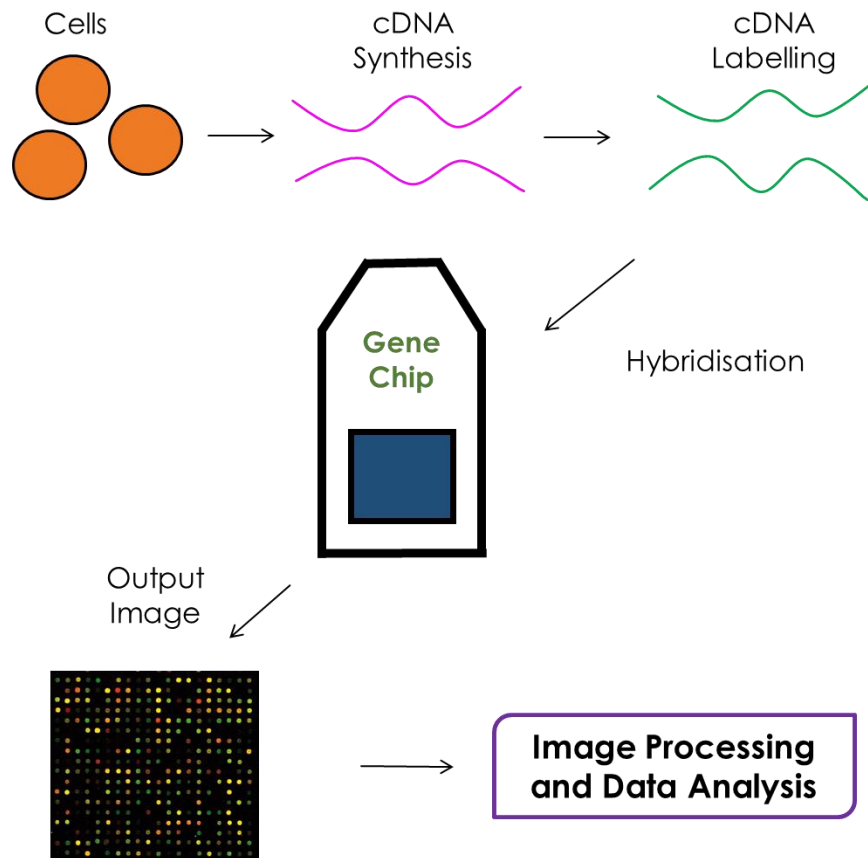 Cells
cDNA
Synthesis
cDNA
Labelling
Gene
Chip
Hybridisation
Output
Image
Image Processing
and Data Analysis